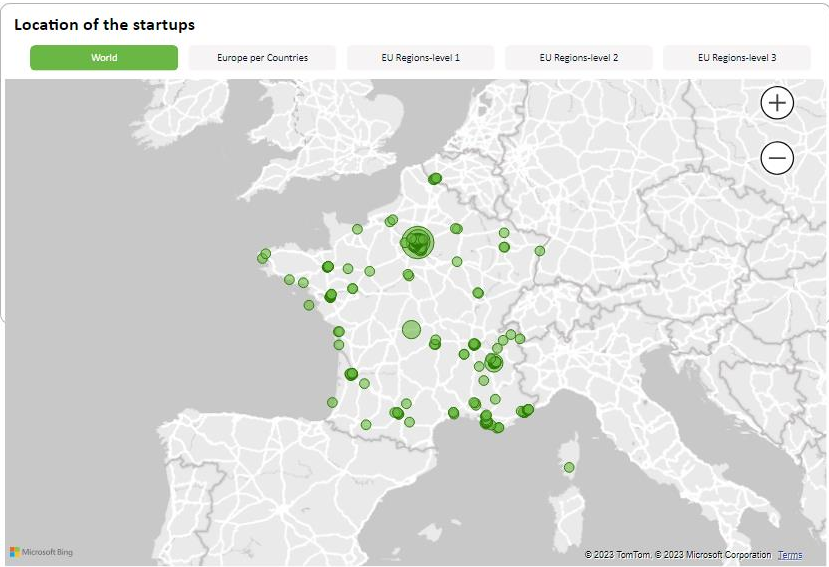 Location of the startups
World
Europe per Countries
EU Regions-level 1
EU Regions-level 2
EU Regions-level 3
Microsoft Bing
© 2023 TomTom, © 2023 Microsoft Corporation Terms